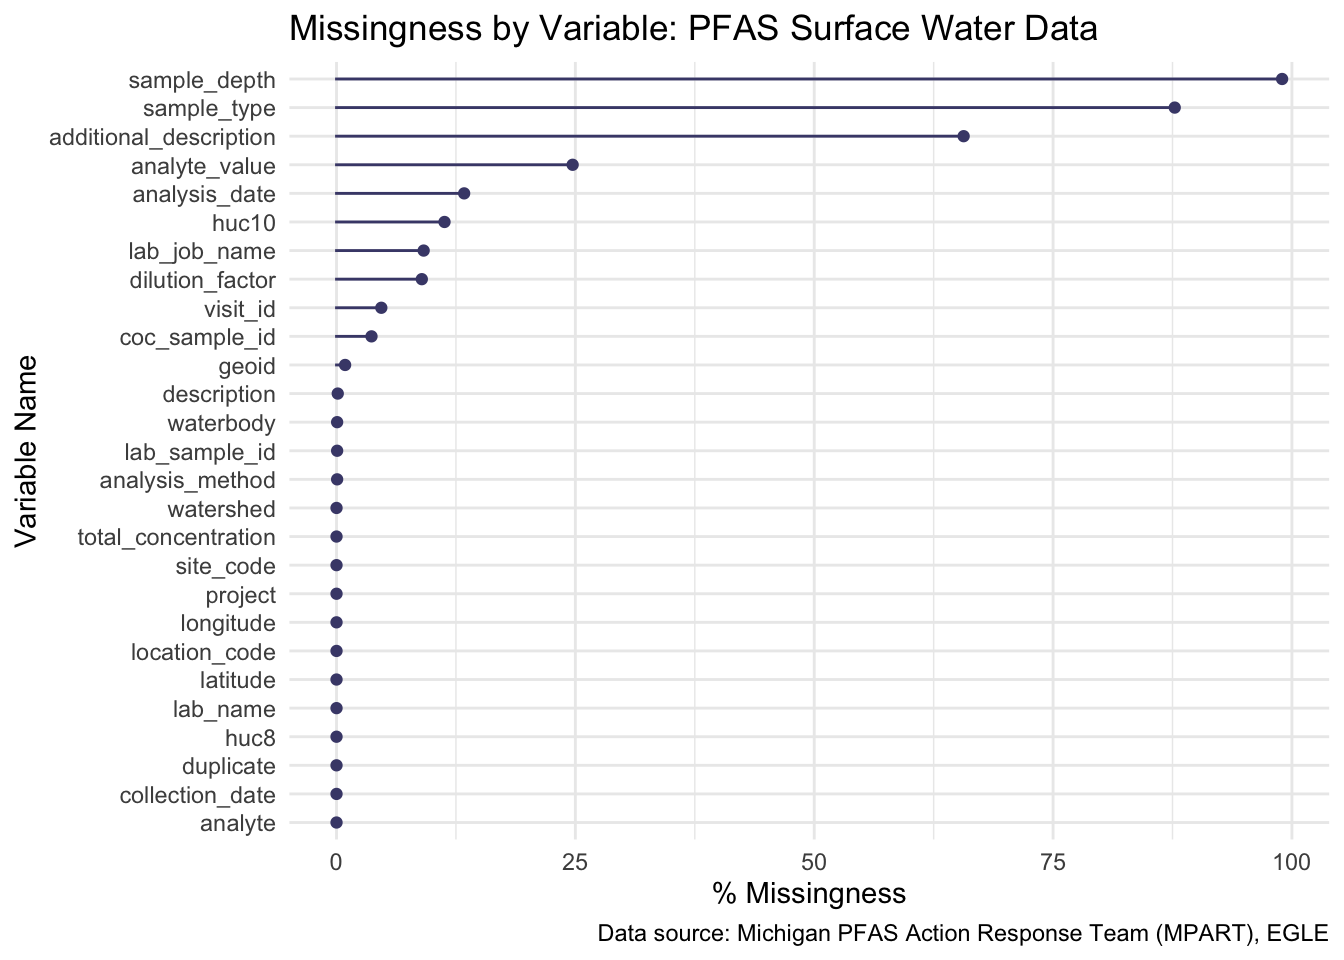 Missingness by Variable: PFAS Surface Water Data
sample_depth
sample_type
additional_description
analyte_value
analysis_date
huc10
lab_job_name
dilution_factor
visit_id
coc_sample_id
geoid
description
waterbody
lab_sample_id
analysis_method
watershed
total_concentration
site_code
project
longitude
location_code
latitude
lab_name
huc8
duplicate
collection_date
analyte
Variable Name
0 25 50 75 100
% Missingness
Data source: Michigan PFAS Action Response Team (MPART), EGLE